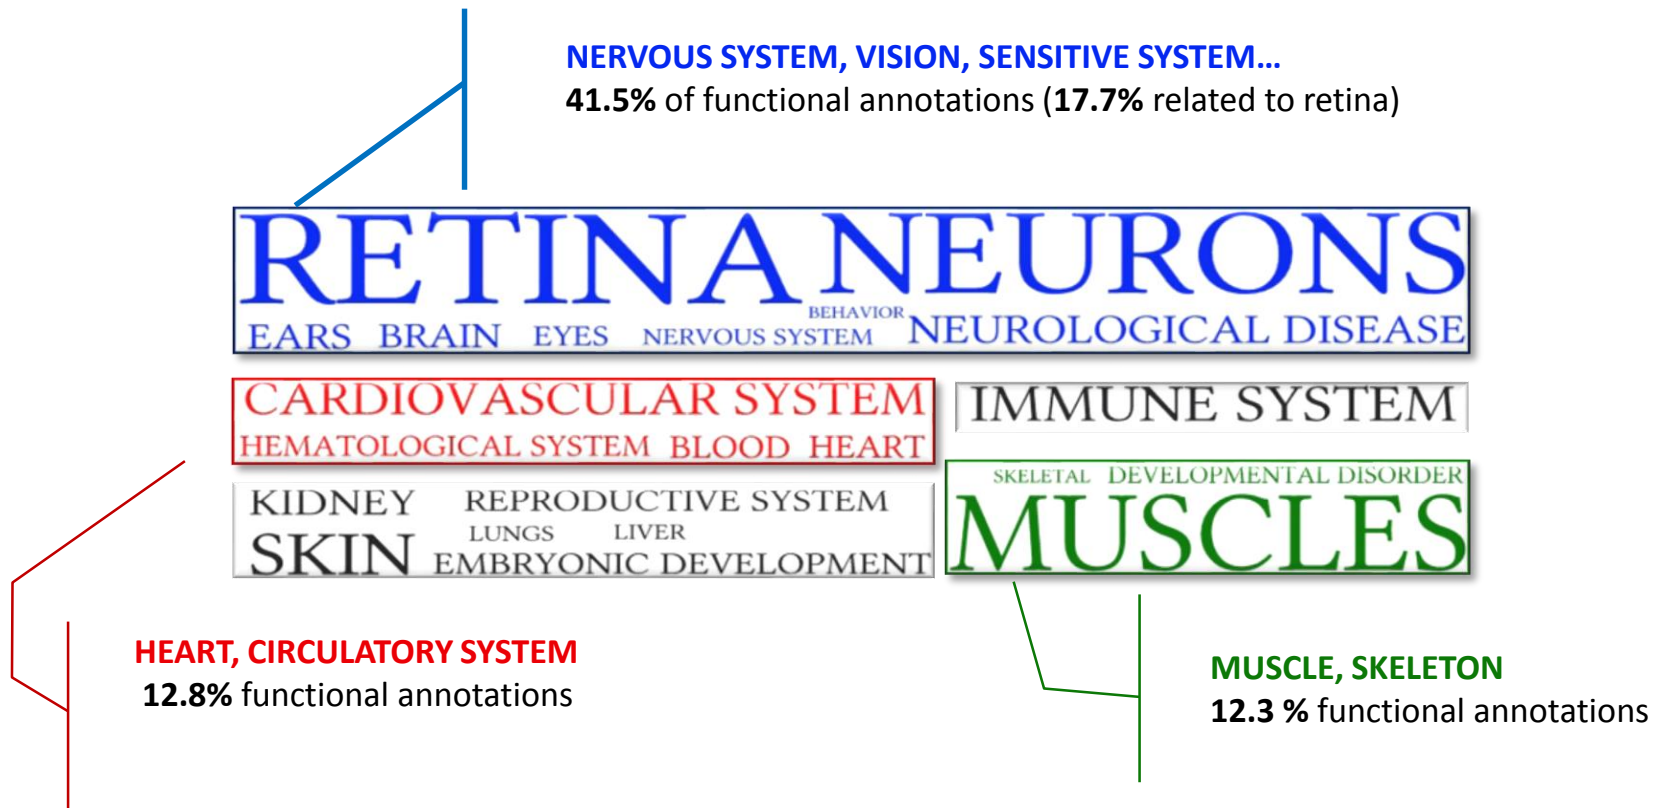 NERVOUS SYSTEM, VISION, SENSITIVE SYSTEM...
41.5% of functional annotations (17.7% related to retina)
RETINA NEURONS
BEHAVIOR
EARS BRAIN EYES NERVOUS SYSTEM NEUROLOGICAL DISEASE
CARDIOVASCULAR SYSTEM
HEMATOLOGICAL SYSTEM BLOOD HEART
IMMUNE SYSTEM
KIDNEY REPRODUCTIVE SYSTEM
LUNGS LIVER
SKIN EMBRYONIC DEVELOPMENT
SKELETAL DEVELOPMENTAL DISORDER
MUSCLES
HEART, CIRCULATORY SYSTEM
12.8% functional annotations
MUSCLE, SKELETON
12.3 % functional annotations